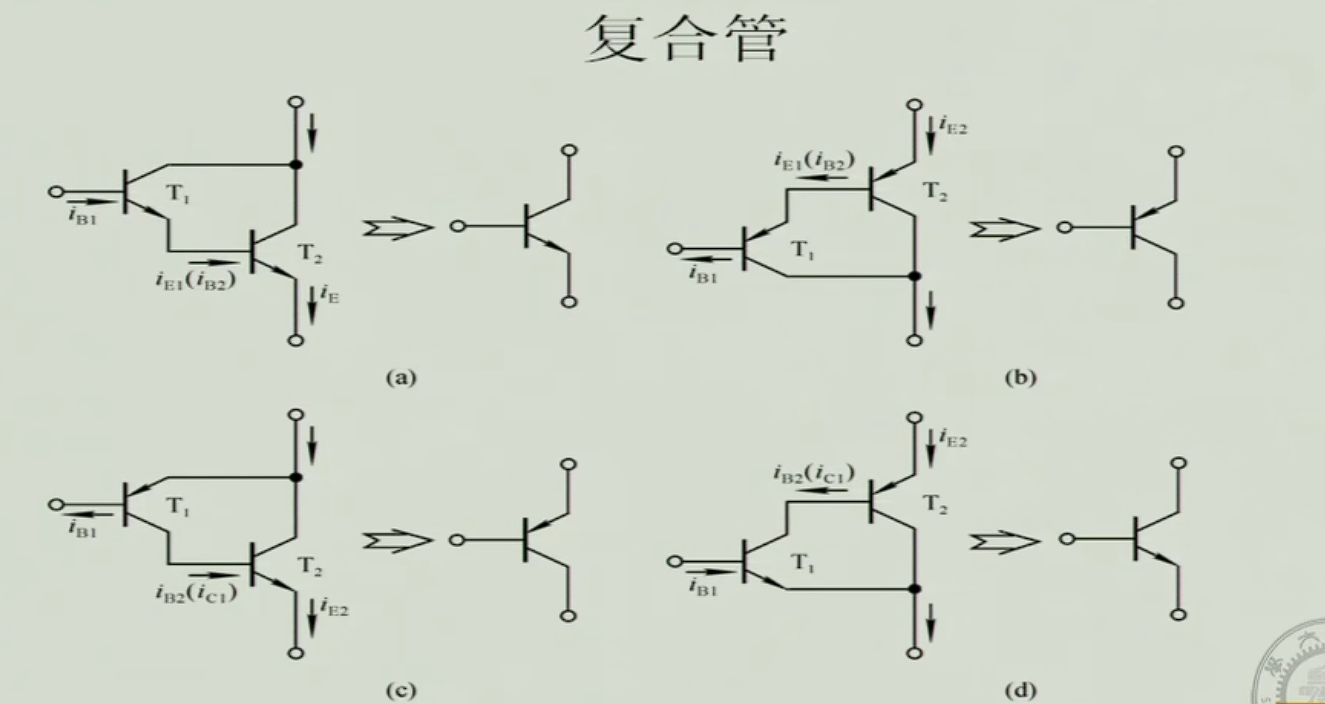 复合管
T1
iB1
T2
iE1(iB2)
iE
(a)
iE2
iE1(iB2)
T2
T1
iB1
(b)
T1
iB1
T2
iB2(iC1)
iE2
(c)
iE2
iB2(iC1)
T2
T1
iB1
(d)